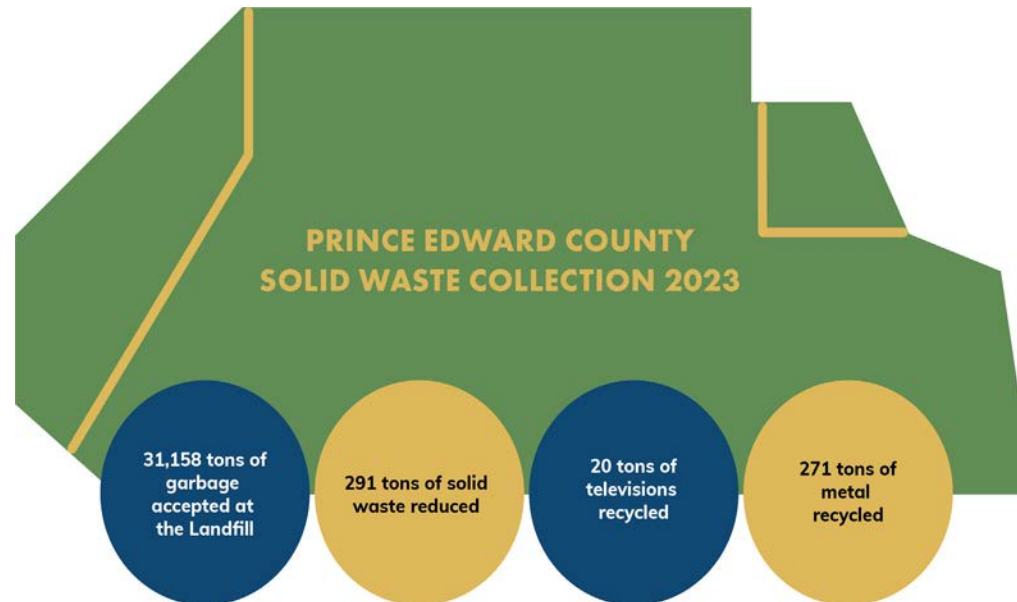 PRINCE EDWARD COUNTY
SOLID WASTE COLLECTION 2023
31,158 tons of
garbage
accepted at
the Landfill
291 tons of solid
waste reduced
20 tons of
televisions
recycled
271 tons of
metal
recycled